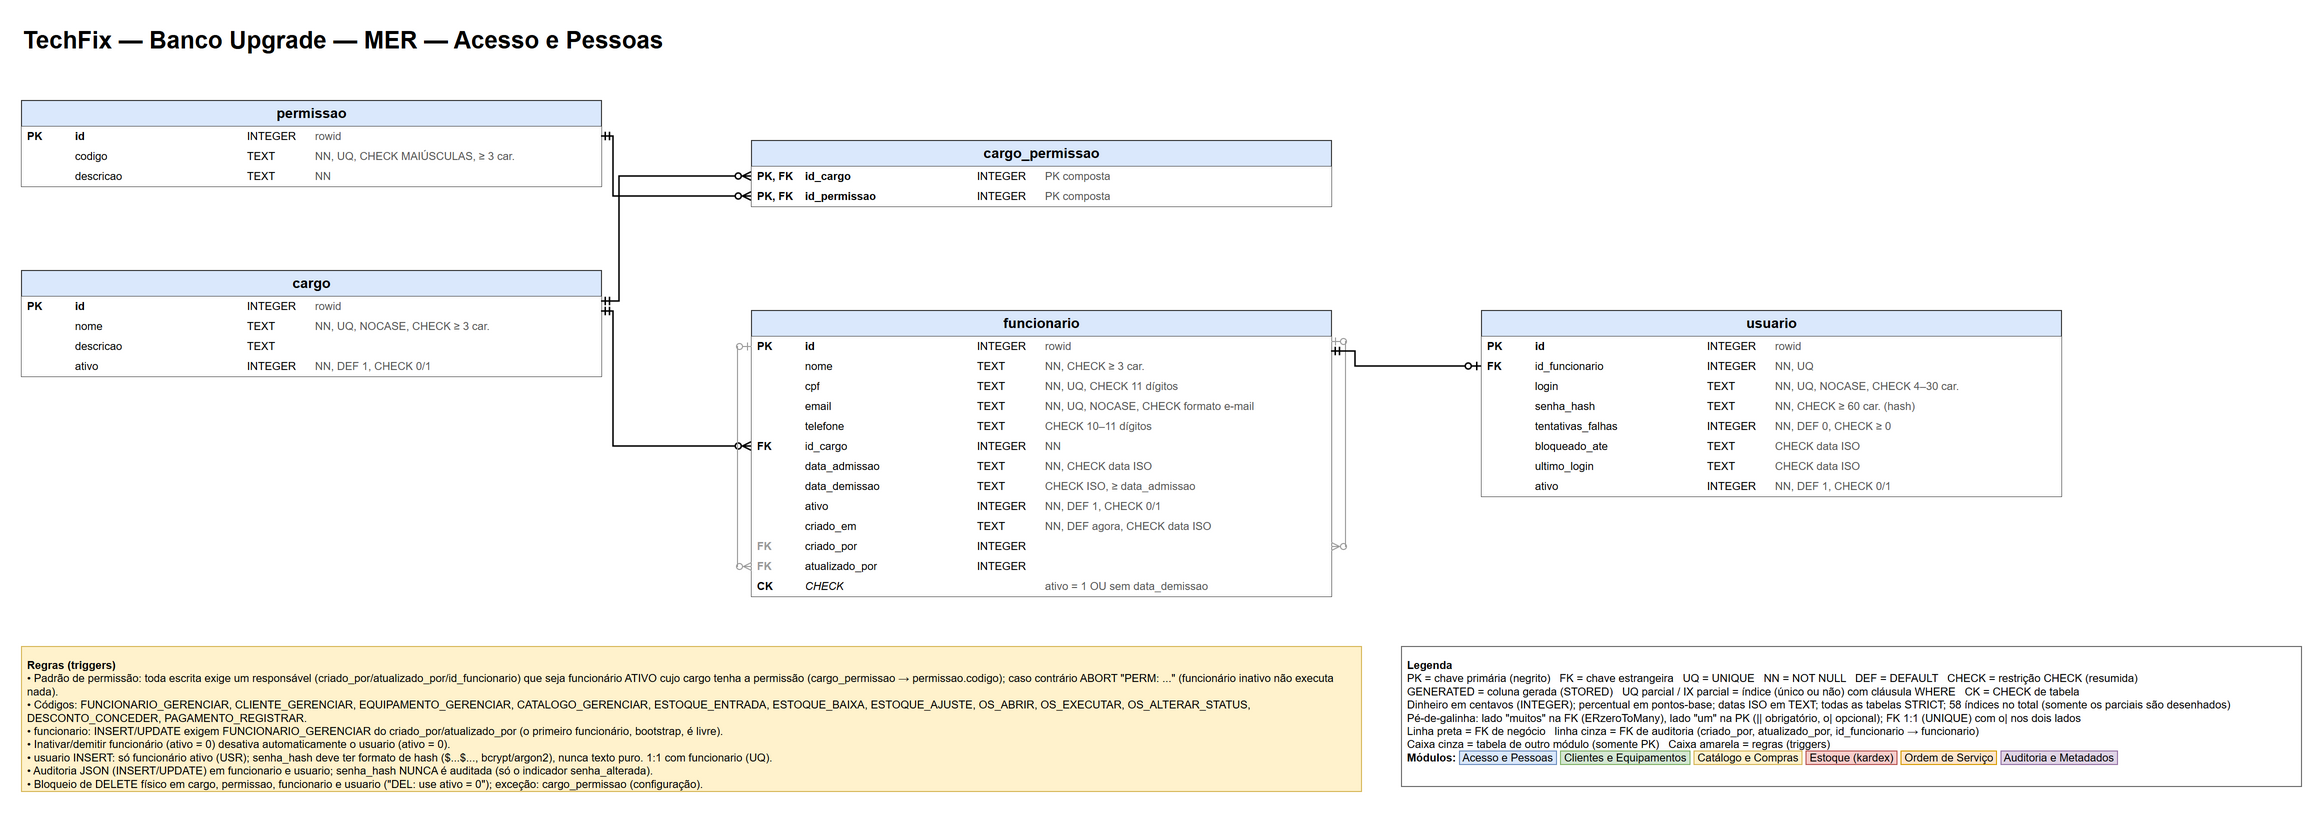 TechFix — Banco Upgrade — MER — Acesso e Pessoas
permissao
PK id INTEGER rowid
codigo TEXT NN, UQ, CHECK MAIÚSCULAS, ≥ 3 car.
descricao TEXT NN
cargo_permissao
PK, FK id_cargo INTEGER PK composta
PK, FK id_permissao INTEGER PK composta
cargo
PK id INTEGER rowid
nome TEXT NN, UQ, NOCASE, CHECK ≥ 3 car.
descricao TEXT
ativo INTEGER NN, DEF 1, CHECK 0/1
funcionario
PK id INTEGER rowid
nome TEXT NN, CHECK ≥ 3 car.
cpf TEXT NN, UQ, CHECK 11 dígitos
email TEXT NN, UQ, NOCASE, CHECK formato e-mail
telefone TEXT CHECK 10–11 dígitos
FK id_cargo INTEGER NN
data_admissao TEXT NN, CHECK data ISO
data_demissao TEXT CHECK ISO, ≥ data_admissao
ativo INTEGER NN, DEF 1, CHECK 0/1
criado_em TEXT NN, DEF agora, CHECK data ISO
FK criado_por INTEGER
FK atualizado_por INTEGER
CK CHECK ativo = 1 OU sem data_demissao
usuario
PK id INTEGER rowid
FK id_funcionario INTEGER NN, UQ
login TEXT NN, UQ, NOCASE, CHECK 4–30 car.
senha_hash TEXT NN, CHECK ≥ 60 car. (hash)
tentativas_falhas INTEGER NN, DEF 0, CHECK ≥ 0
bloqueado_ate TEXT CHECK data ISO
ultimo_login TEXT CHECK data ISO
ativo INTEGER NN, DEF 1, CHECK 0/1
Regras (triggers)
• Padrão de permissão: toda escrita exige um responsável (criado_por/atualizado_por/id_funcionario) que seja funcionário ATIVO cujo cargo tenha a permissão (cargo_permissao → permissao.codigo); caso contrário ABORT "PERM: ..." (funcionário inativo não executa
nada).
• Códigos: FUNCIONARIO_GERENCIAR, CLIENTE_GERENCIAR, EQUIPAMENTO_GERENCIAR, CATALOGO_GERENCIAR, ESTOQUE_ENTRADA, ESTOQUE_BAIXA, ESTOQUE_AJUSTE, OS_ABRIR, OS_EXECUTAR, OS_ALTERAR_STATUS,
DESCONTO_CONCEDER, PAGAMENTO_REGISTRAR.
• funcionario: INSERT/UPDATE exigem FUNCIONARIO_GERENCIAR do criado_por/atualizado_por (o primeiro funcionário, bootstrap, é livre).
• Inativar/demitir funcionário (ativo = 0) desativa automaticamente o usuario (ativo = 0).
• usuario INSERT: só funcionário ativo (USR); senha_hash deve ter formato de hash ($...$..., bcrypt/argon2), nunca texto puro. 1:1 com funcionario (UQ).
• Auditoria JSON (INSERT/UPDATE) em funcionario e usuario; senha_hash NUNCA é auditada (só o indicador senha_alterada).
• Bloqueio de DELETE físico em cargo, permissao, funcionario e usuario ("DEL: use ativo = 0"); exceção: cargo_permissao (configuração).
Legenda
PK = chave primária (negrito) FK = chave estrangeira UQ = UNIQUE NN = NOT NULL DEF = DEFAULT CHECK = restrição CHECK (resumida)
GENERATED = coluna gerada (STORED) UQ parcial / IX parcial = índice (único ou não) com cláusula WHERE CK = CHECK de tabela
Dinheiro em centavos (INTEGER); percentual em pontos-base; datas ISO em TEXT; todas as tabelas STRICT; 58 índices no total (somente os parciais são desenhados)
Pé-de-galinha: lado "muitos" na FK (ERzeroToMany), lado "um" na PK (|| obrigatório, o| opcional); FK 1:1 (UNIQUE) com o| nos dois lados
Linha preta = FK de negócio linha cinza = FK de auditoria (criado_por, atualizado_por, id_funcionario → funcionario)
Caixa cinza = tabela de outro módulo (somente PK) Caixa amarela = regras (triggers)
Módulos: Acesso e Pessoas Clientes e Equipamentos Catálogo e Compras Estoque (kardex) Ordem de Serviço Auditoria e Metadados